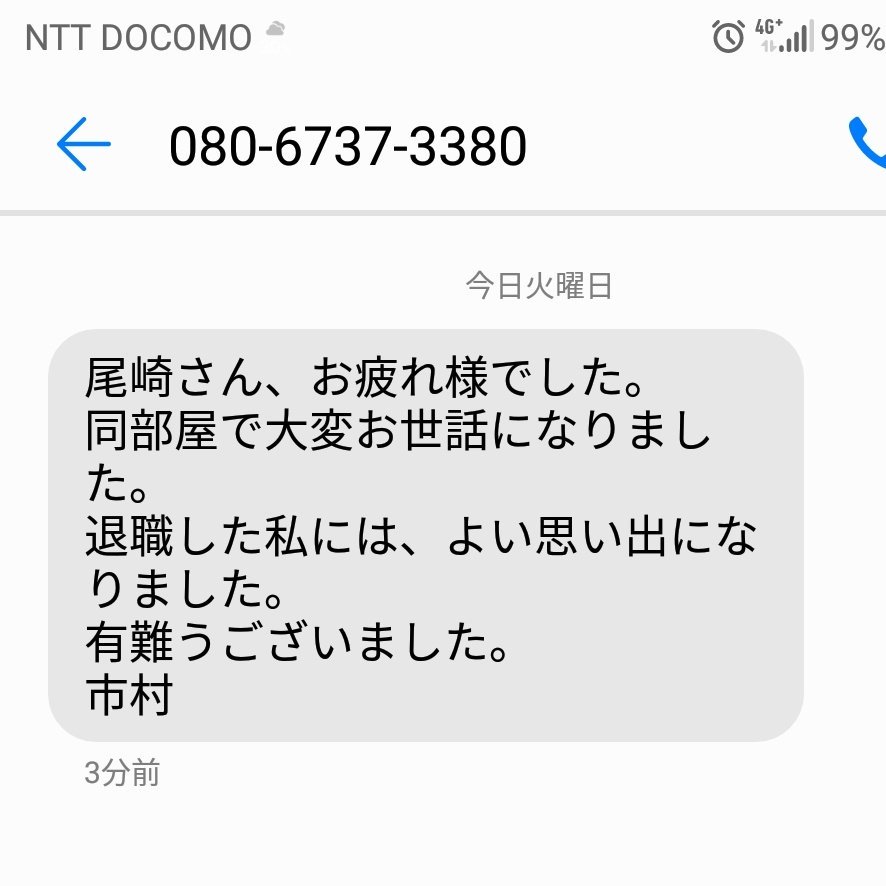 NTT DOCOMO 4G+ 99%
080-6737-3380
今日火曜日
尾崎さん、お疲れ様でした。
同部屋で大変お世話になりまし
た。
退職した私には、よい思い出にな
りました。
有難うございました。
市村
3分前